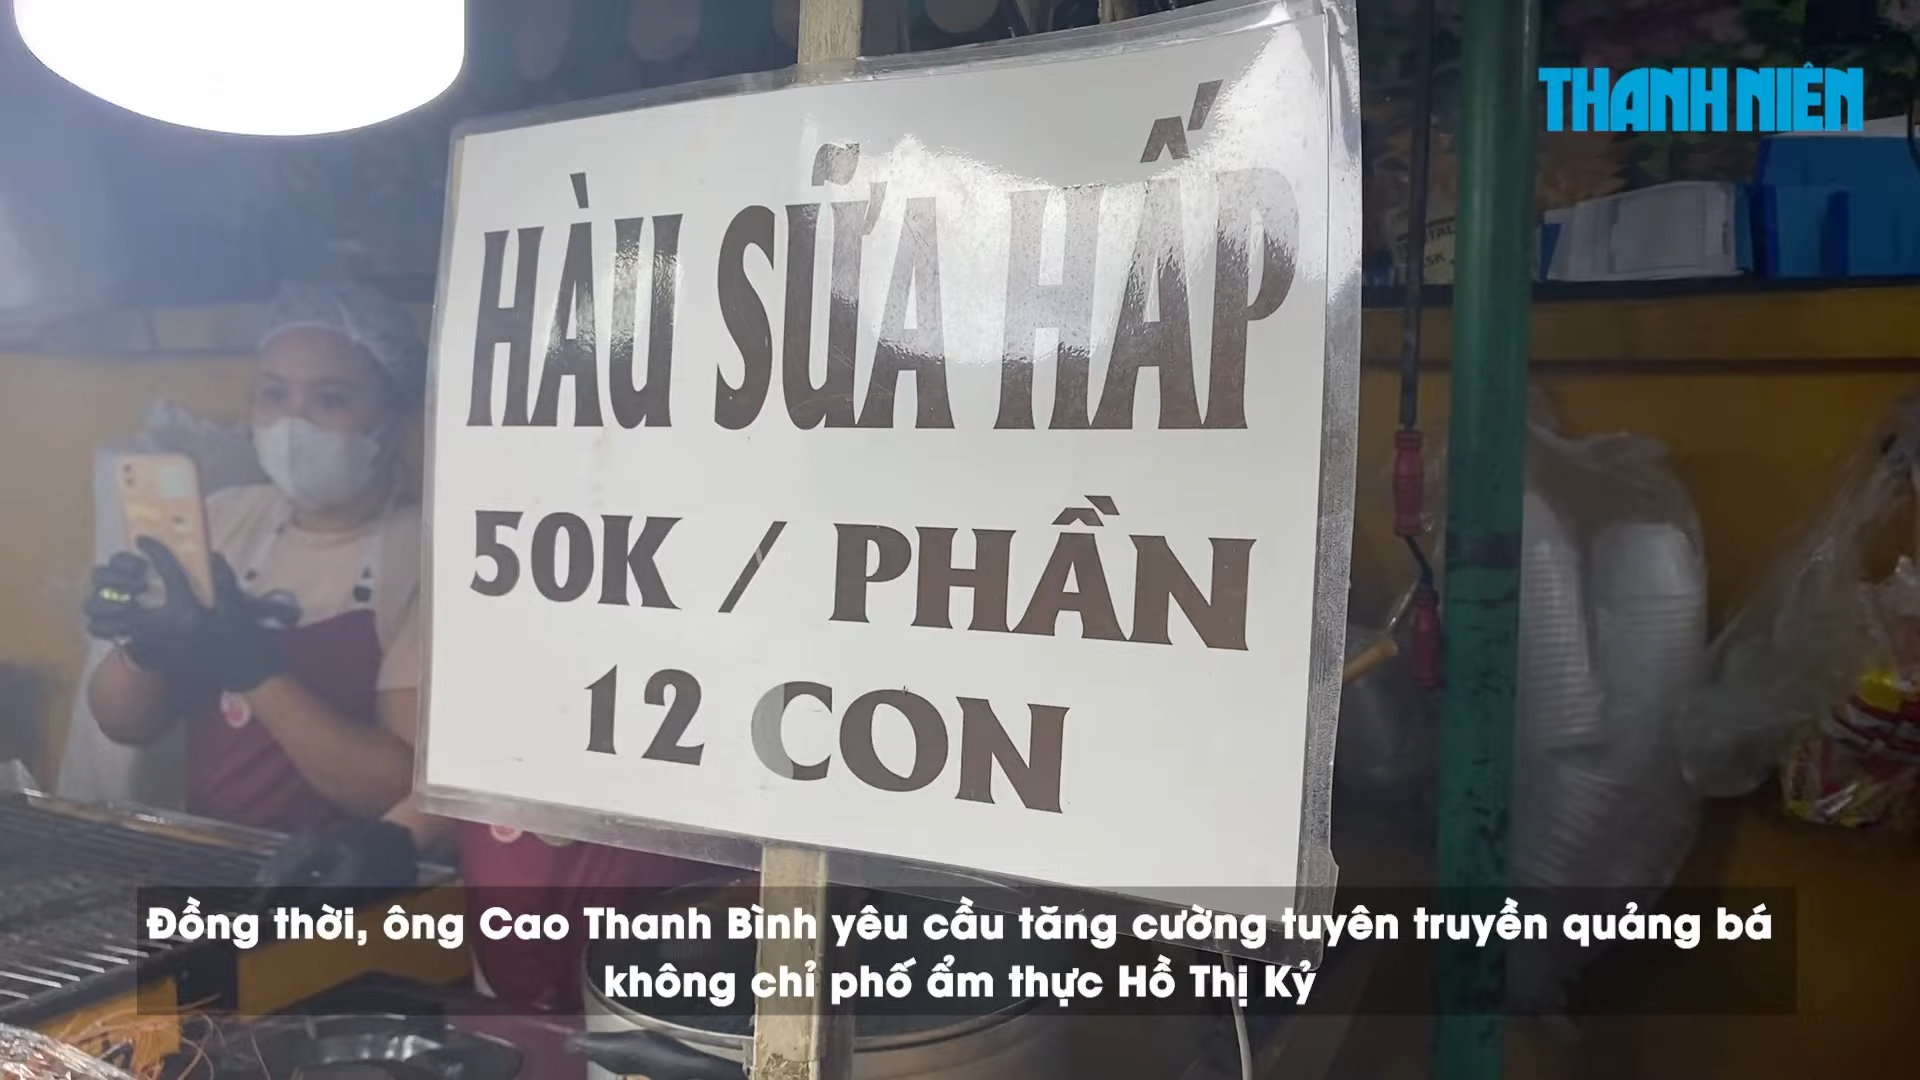 THANH NIÊN
HÀU SỮA HẤP
50K / PHẦN
12 CON
Đồng thời, ông Cao Thanh Bình yêu cầu tăng cường tuyên truyền quảng bá
không chỉ phố ẩm thực Hồ Thị Kỷ